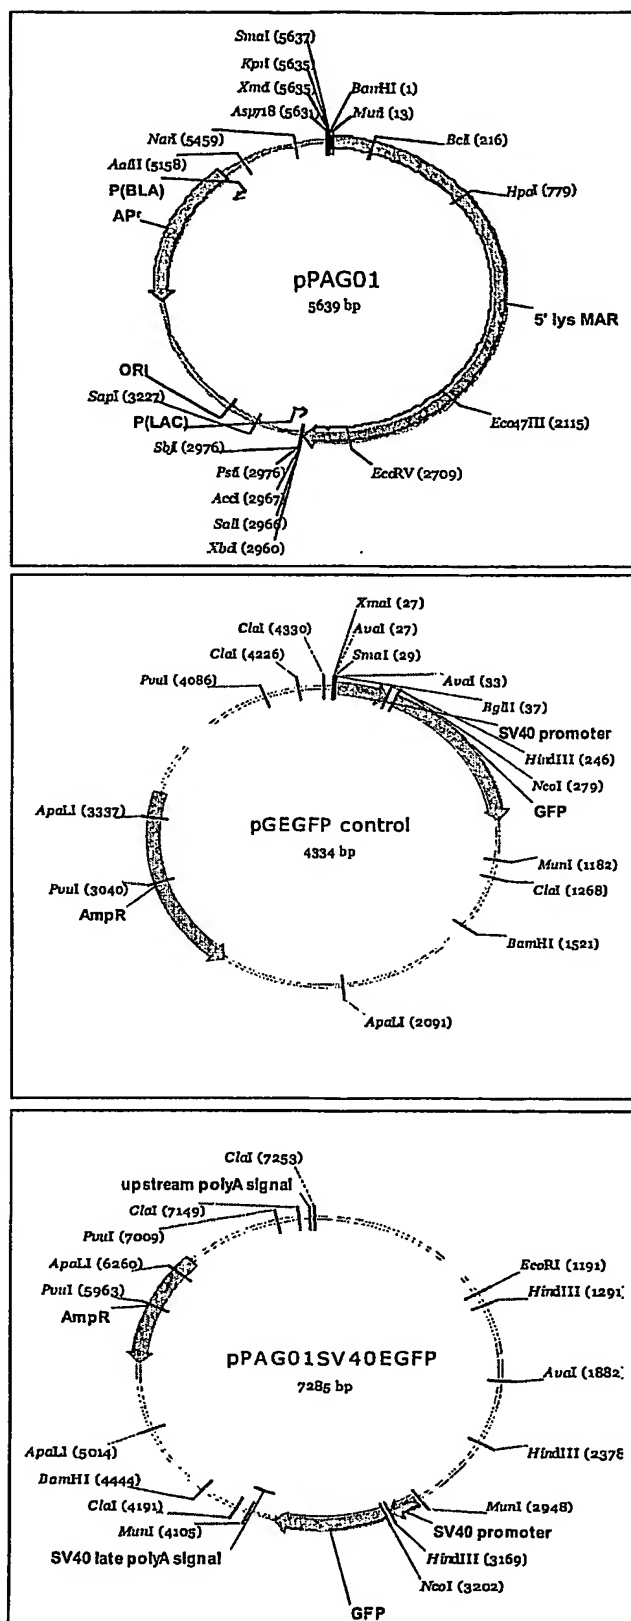 SmaI (5637)
KpnI (5635)
XmaI (5635)
Asp718 (5631)
BamHI (1)
MunI (13)
NarI (5459)
BclI (216)
AatII (5158)
P(BLA)
HpaI (779)
APr
pPAG01
5639 bp
5' lys MAR
ORI
SapI (3227)
P(LAC)
Eco47III (2115)
SbfI (2976)
PstI (2976)
EcoRV (2709)
AccI (2967)
SalI (2966)
XbaI (2960)
XmaI (27)
ClaI (4330)
AvaI (27)
ClaI (4226)
SmaI (29)
PvuI (4086)
AvaI (33)
BglII (37)
SV40 promoter
HindIII (246)
NcoI (279)
GFP
ApaLI (3337)
pGEGFP control
4334 bp
MunI (1182)
PvuI (3040)
ClaI (1268)
AmpR
BamHI (1521)
ApaLI (2091)
ClaI (7253)
upstream polyA signal
ClaI (7149)
PvuI (7009)
ApaLI (6260)
EcoRI (1191)
PvuI (5963)
HindIII (1291)
AmpR
pPAG01SV40EGFP
7285 bp
AvaI (1882)
ApaLI (5014)
HindIII (2378
BamHI (4444)
ClaI (4191)
MunI (2948)
MunI (4105)
SV40 promoter
SV40 late polyA signal
HindIII (3169)
NcoI (3202)
GFP